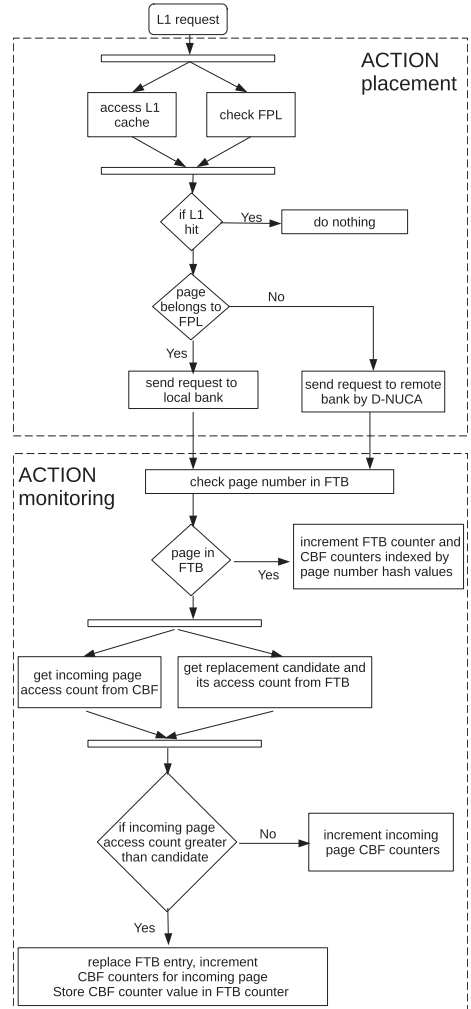 L1 request
ACTION
placement
access L1
cache
check FPL
if L1
hit
Yes
do nothing
page
belongs to
FPL
No
Yes
send request to
local bank
send request to remote
bank by D-NUCA
ACTION
monitoring
check page number in FTB
page in
FTB
Yes
increment FTB counter and
CBF counters indexed by
page number hash values
get incoming page
access count from CBF
get replacement candidate and
its access count from FTB
if incoming page
access count greater
than candidate
No
increment incoming
page CBF counters
Yes
replace FTB entry, increment
CBF counters for incoming page
Store CBF counter value in FTB counter